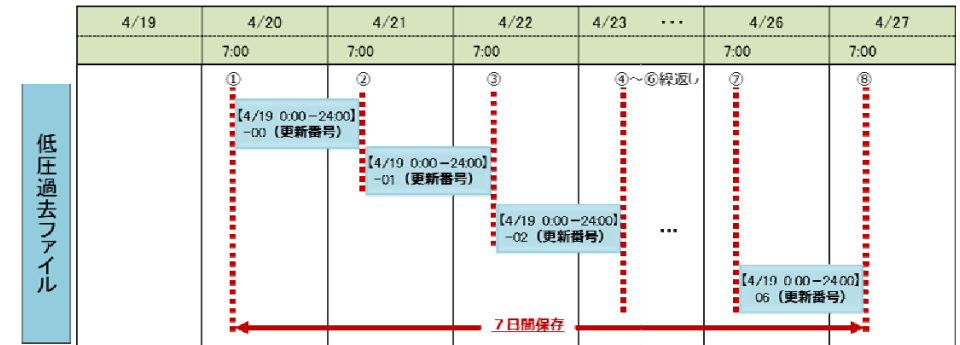 4/19 4/20 4/21 4/22 4/23 ・・・ 4/26 4/27
7:00 7:00 7:00 7:00 7:00
① ② ③ ④～⑥繰返し ⑦ ⑧
低圧過去ファイル
【4/19 0:00－24:00】
-00（更新番号）
【4/19 0:00－24:00】
-01（更新番号）
【4/19 0:00－24:00】
-02（更新番号）
…
【4/19 0:00－24:00】
06（更新番号）
７日間保存